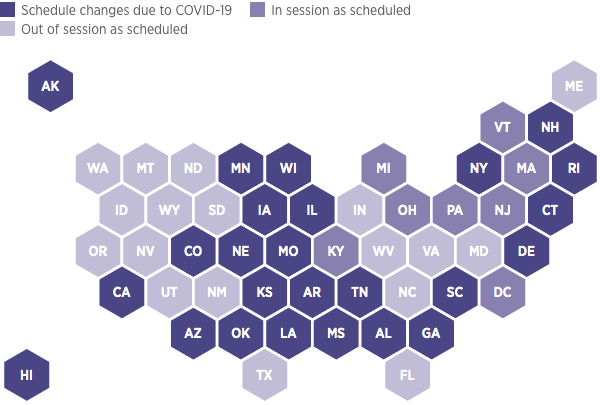 Schedule changes due to COVID-19 In session as scheduled
Out of session as scheduled
AK ME
VT NH
WA MT ND MN WI MI NY MA RI
ID WY SD IA IL IN OH PA NJ CT
OR NV CO NE MO KY WV VA MD DE
CA UT NM KS AR TN NC SC DC
AZ OK LA MS AL GA
HI TX FL